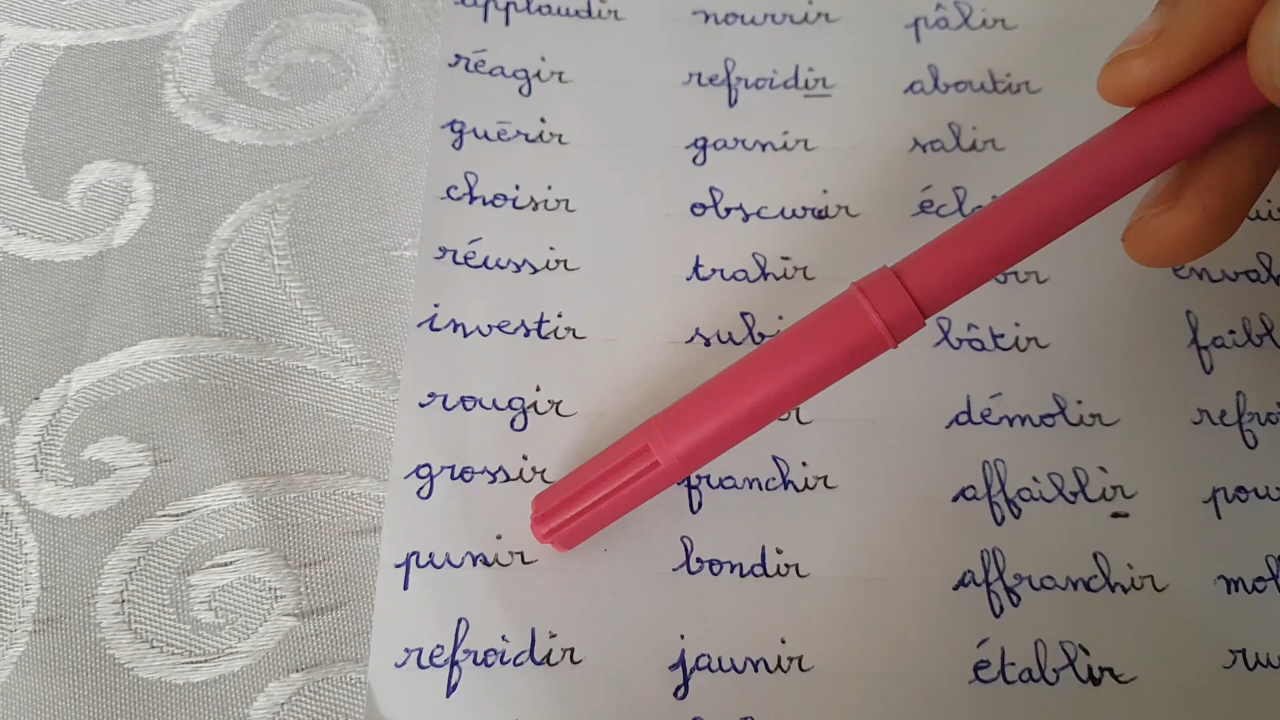 applaudir nourrir pâlir
réagir refroidir aboutir
guérir garnir salir
choisir obscurir
réussir trahir
investir bâtir
rougir démolir
grossir franchir affaiblir
punir bondir affranchir
refroidir jaunir établir